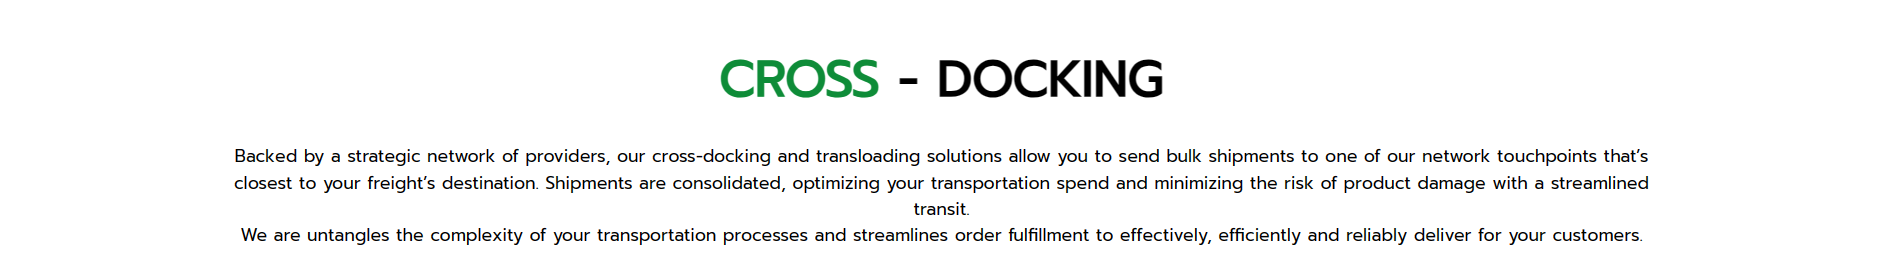 CROSS - DOCKING
Backed by a strategic network of providers, our cross-docking and transloading solutions allow you to send bulk shipments to one of our network touchpoints that’s
closest to your freight’s destination. Shipments are consolidated, optimizing your transportation spend and minimizing the risk of product damage with a streamlined
transit.
We are untangles the complexity of your transportation processes and streamlines order fulfillment to effectively, efficiently and reliably deliver for your customers.